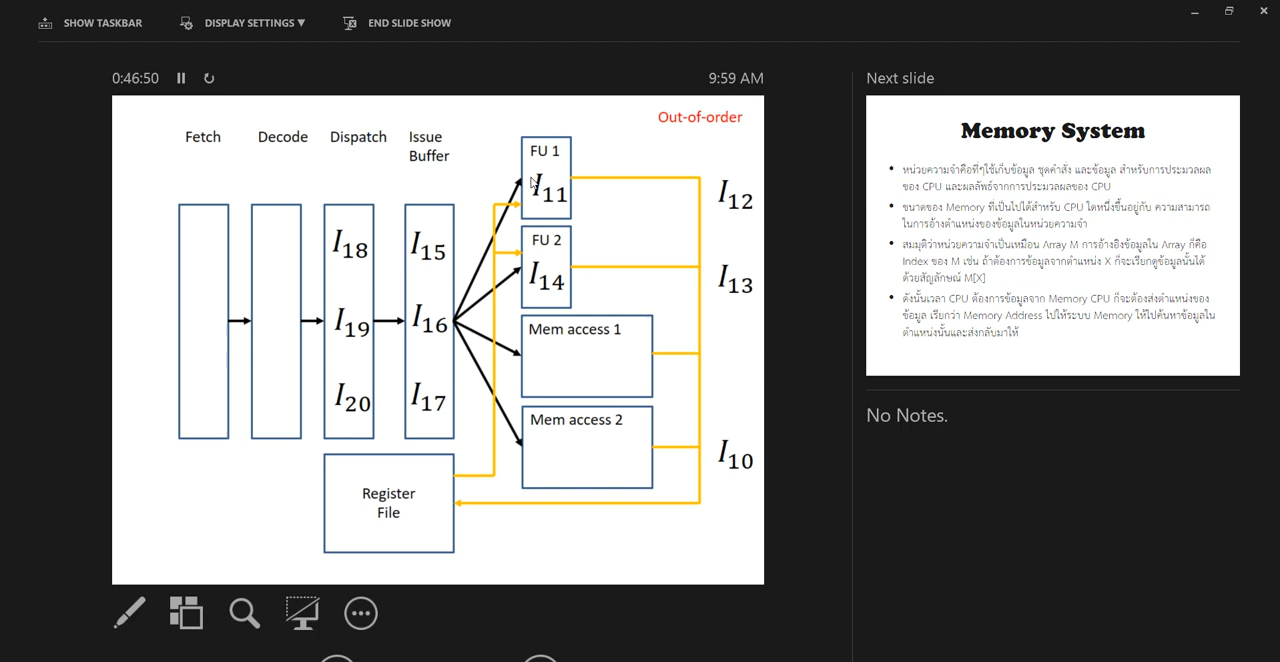 SHOW TASKBAR
DISPLAY SETTINGS ▼
END SLIDE SHOW
0:46:50
9:59 AM
Next slide
Out-of-order
Fetch
Decode
Dispatch
Issue
Buffer
FU 1
I11
I12
FU 2
I14
I13
I18
I15
I19
I16
Mem access 1
I20
I17
Mem access 2
I10
Register
File
Memory System
• หน่วยความจำคือที่ๆใช้เก็บข้อมูล ชุดคำสั่ง และข้อมูล สำหรับการประมวลผล
ของ CPU และผลลัพธ์จากการประมวลผลของ CPU
• ขนาดของ Memory ที่เป็นไปได้สำหรับ CPU ใดหนึ่งขึ้นอยู่กับ ความสามารถ
ในการอ้างตำแหน่งของข้อมูลในหน่วยความจำ
• สมมุติว่าหน่วยความจำเป็นเหมือน Array M การอ้างอิงข้อมูลใน Array ก็คือ
Index ของ M เช่น ถ้าต้องการข้อมูลจากตำแหน่ง X ก็จะเรียกดูข้อมูลนั้นได้
ด้วยสัญลักษณ์ M[X]
• ดังนั้นเวลา CPU ต้องการข้อมูลจาก Memory CPU ก็จะต้องส่งตำแหน่งของ
ข้อมูล เรียกว่า Memory Address ไปให้ระบบ Memory ให้ไปค้นหาข้อมูลใน
ตำแหน่งนั้นและส่งกลับมาให้
No Notes.